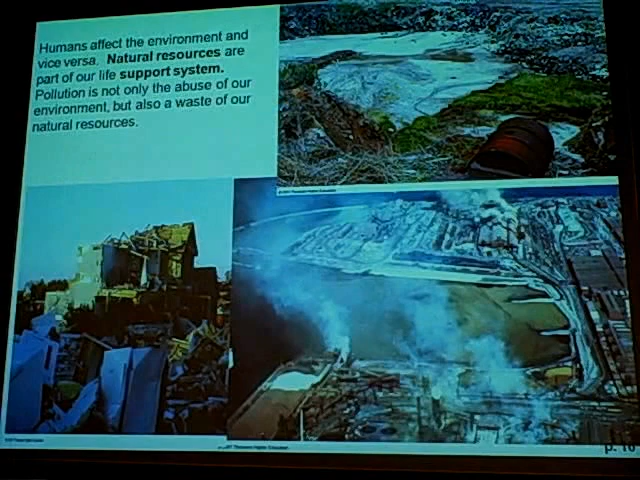 Humans affect the environment and
vice versa. Natural resources are
part of our life support system.
Pollution is not only the abuse of our
environment, but also a waste of our
natural resources.